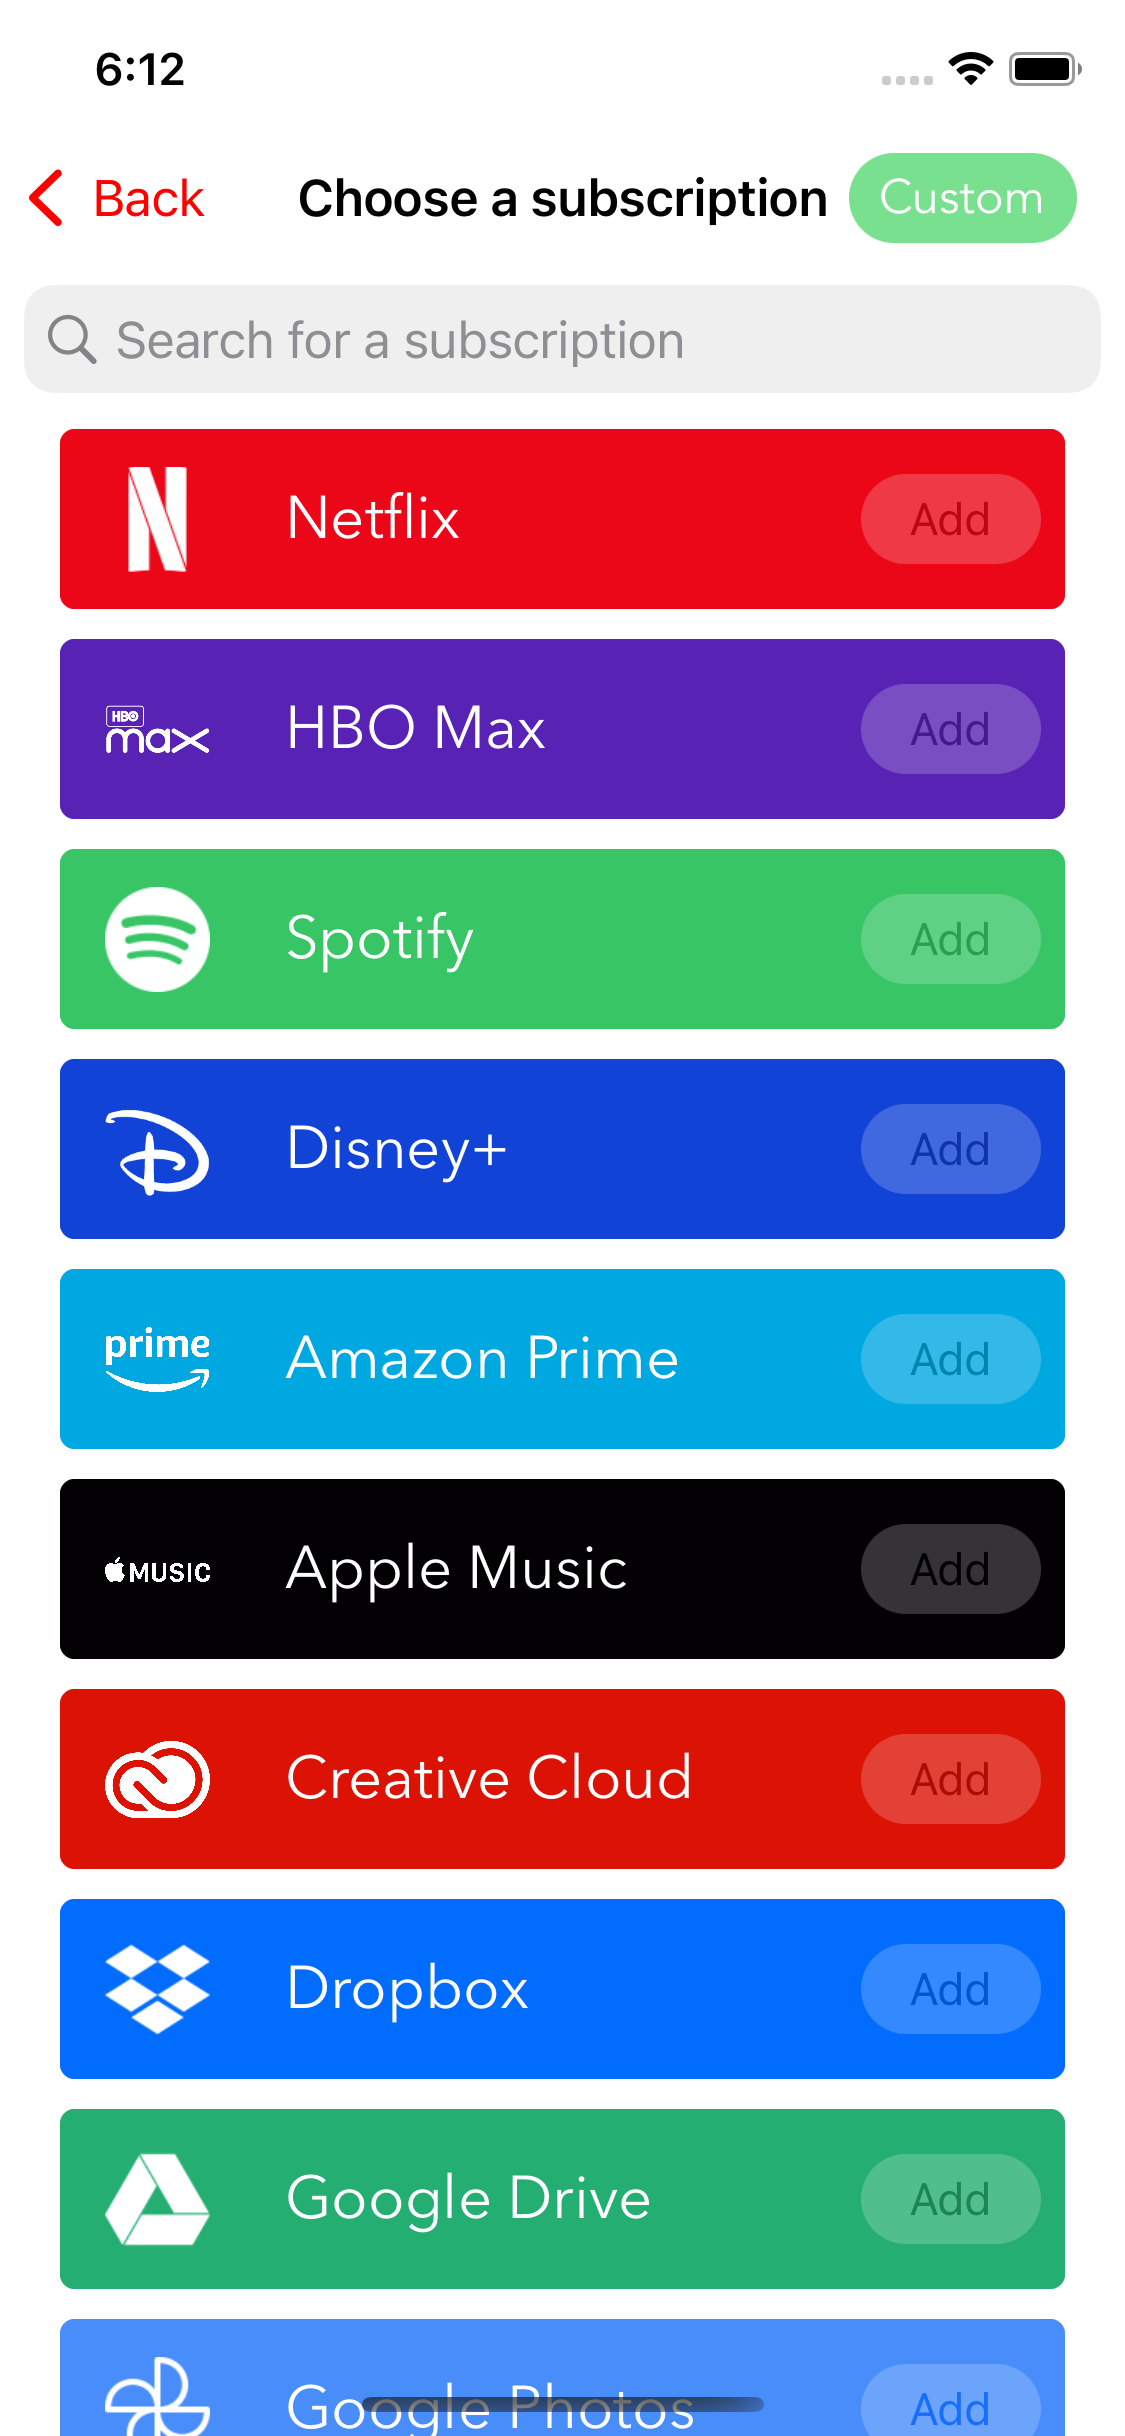 6:12
Back
Choose a subscription
Custom
Search for a subscription
Netflix
Add
HBO
max
HBO Max
Add
Spotify
Add
Disney+
Add
prime
Amazon Prime
Add
MUSIC
Apple Music
Add
Creative Cloud
Add
Dropbox
Add
Google Drive
Add
Google Photos
Add